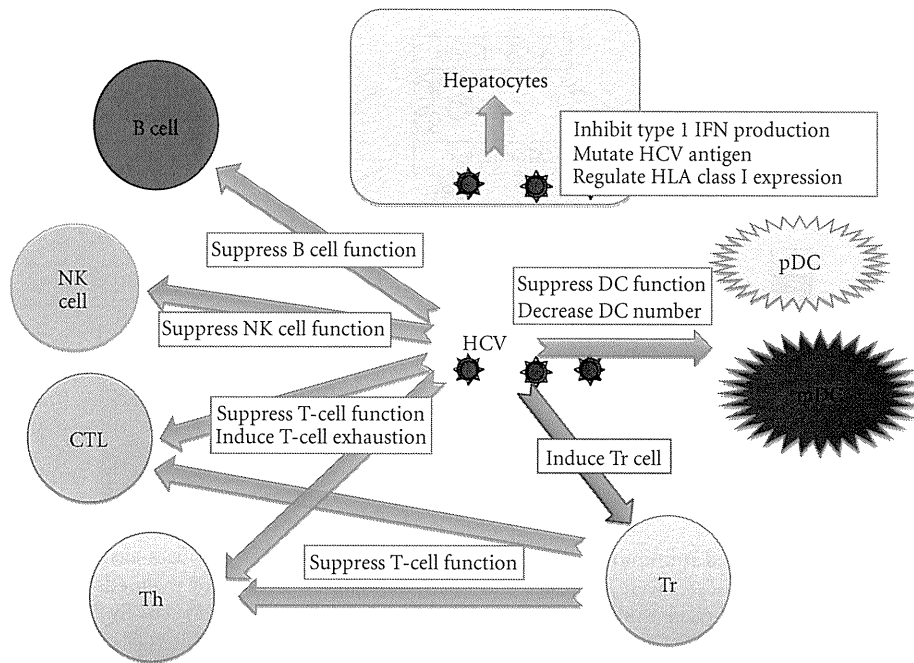 Hepatocytes
B cell
Inhibit type 1 IFN production
Mutate HCV antigen
Regulate HLA class I expression
Suppress B cell function
NK
cell
pDC
Suppress DC function
Decrease DC number
Suppress NK cell function
HCV
mDC
Suppress T-cell function
Induce T-cell exhaustion
CTL
Induce Tr cell
Suppress T-cell function
Th
Tr